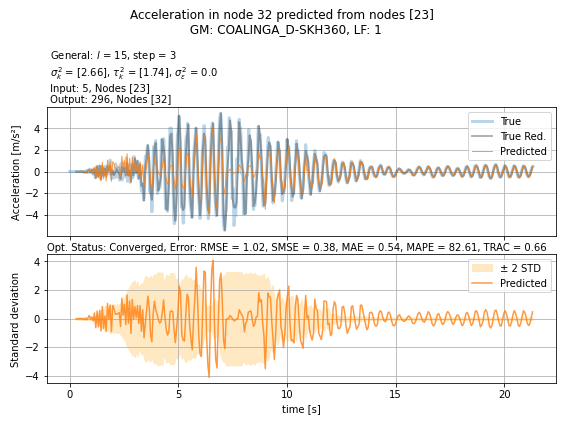 Acceleration in node 32 predicted from nodes [23]
GM: COALINGA_D-SKH360, LF: 1
General: l = 15, step = 3
σ²ₖ = [2.66], τ²ₖ = [1.74], σ²ε = 0.0
Input: 5, Nodes [23]
Output: 296, Nodes [32]
Acceleration [m/s²]
4
2
0
−2
−4
True
True Red.
Predicted
Opt. Status: Converged, Error: RMSE = 1.02, SMSE = 0.38, MAE = 0.54, MAPE = 82.61, TRAC = 0.66
Standard deviation
4
2
0
−2
−4
± 2 STD
Predicted
0 5 10 15 20
time [s]